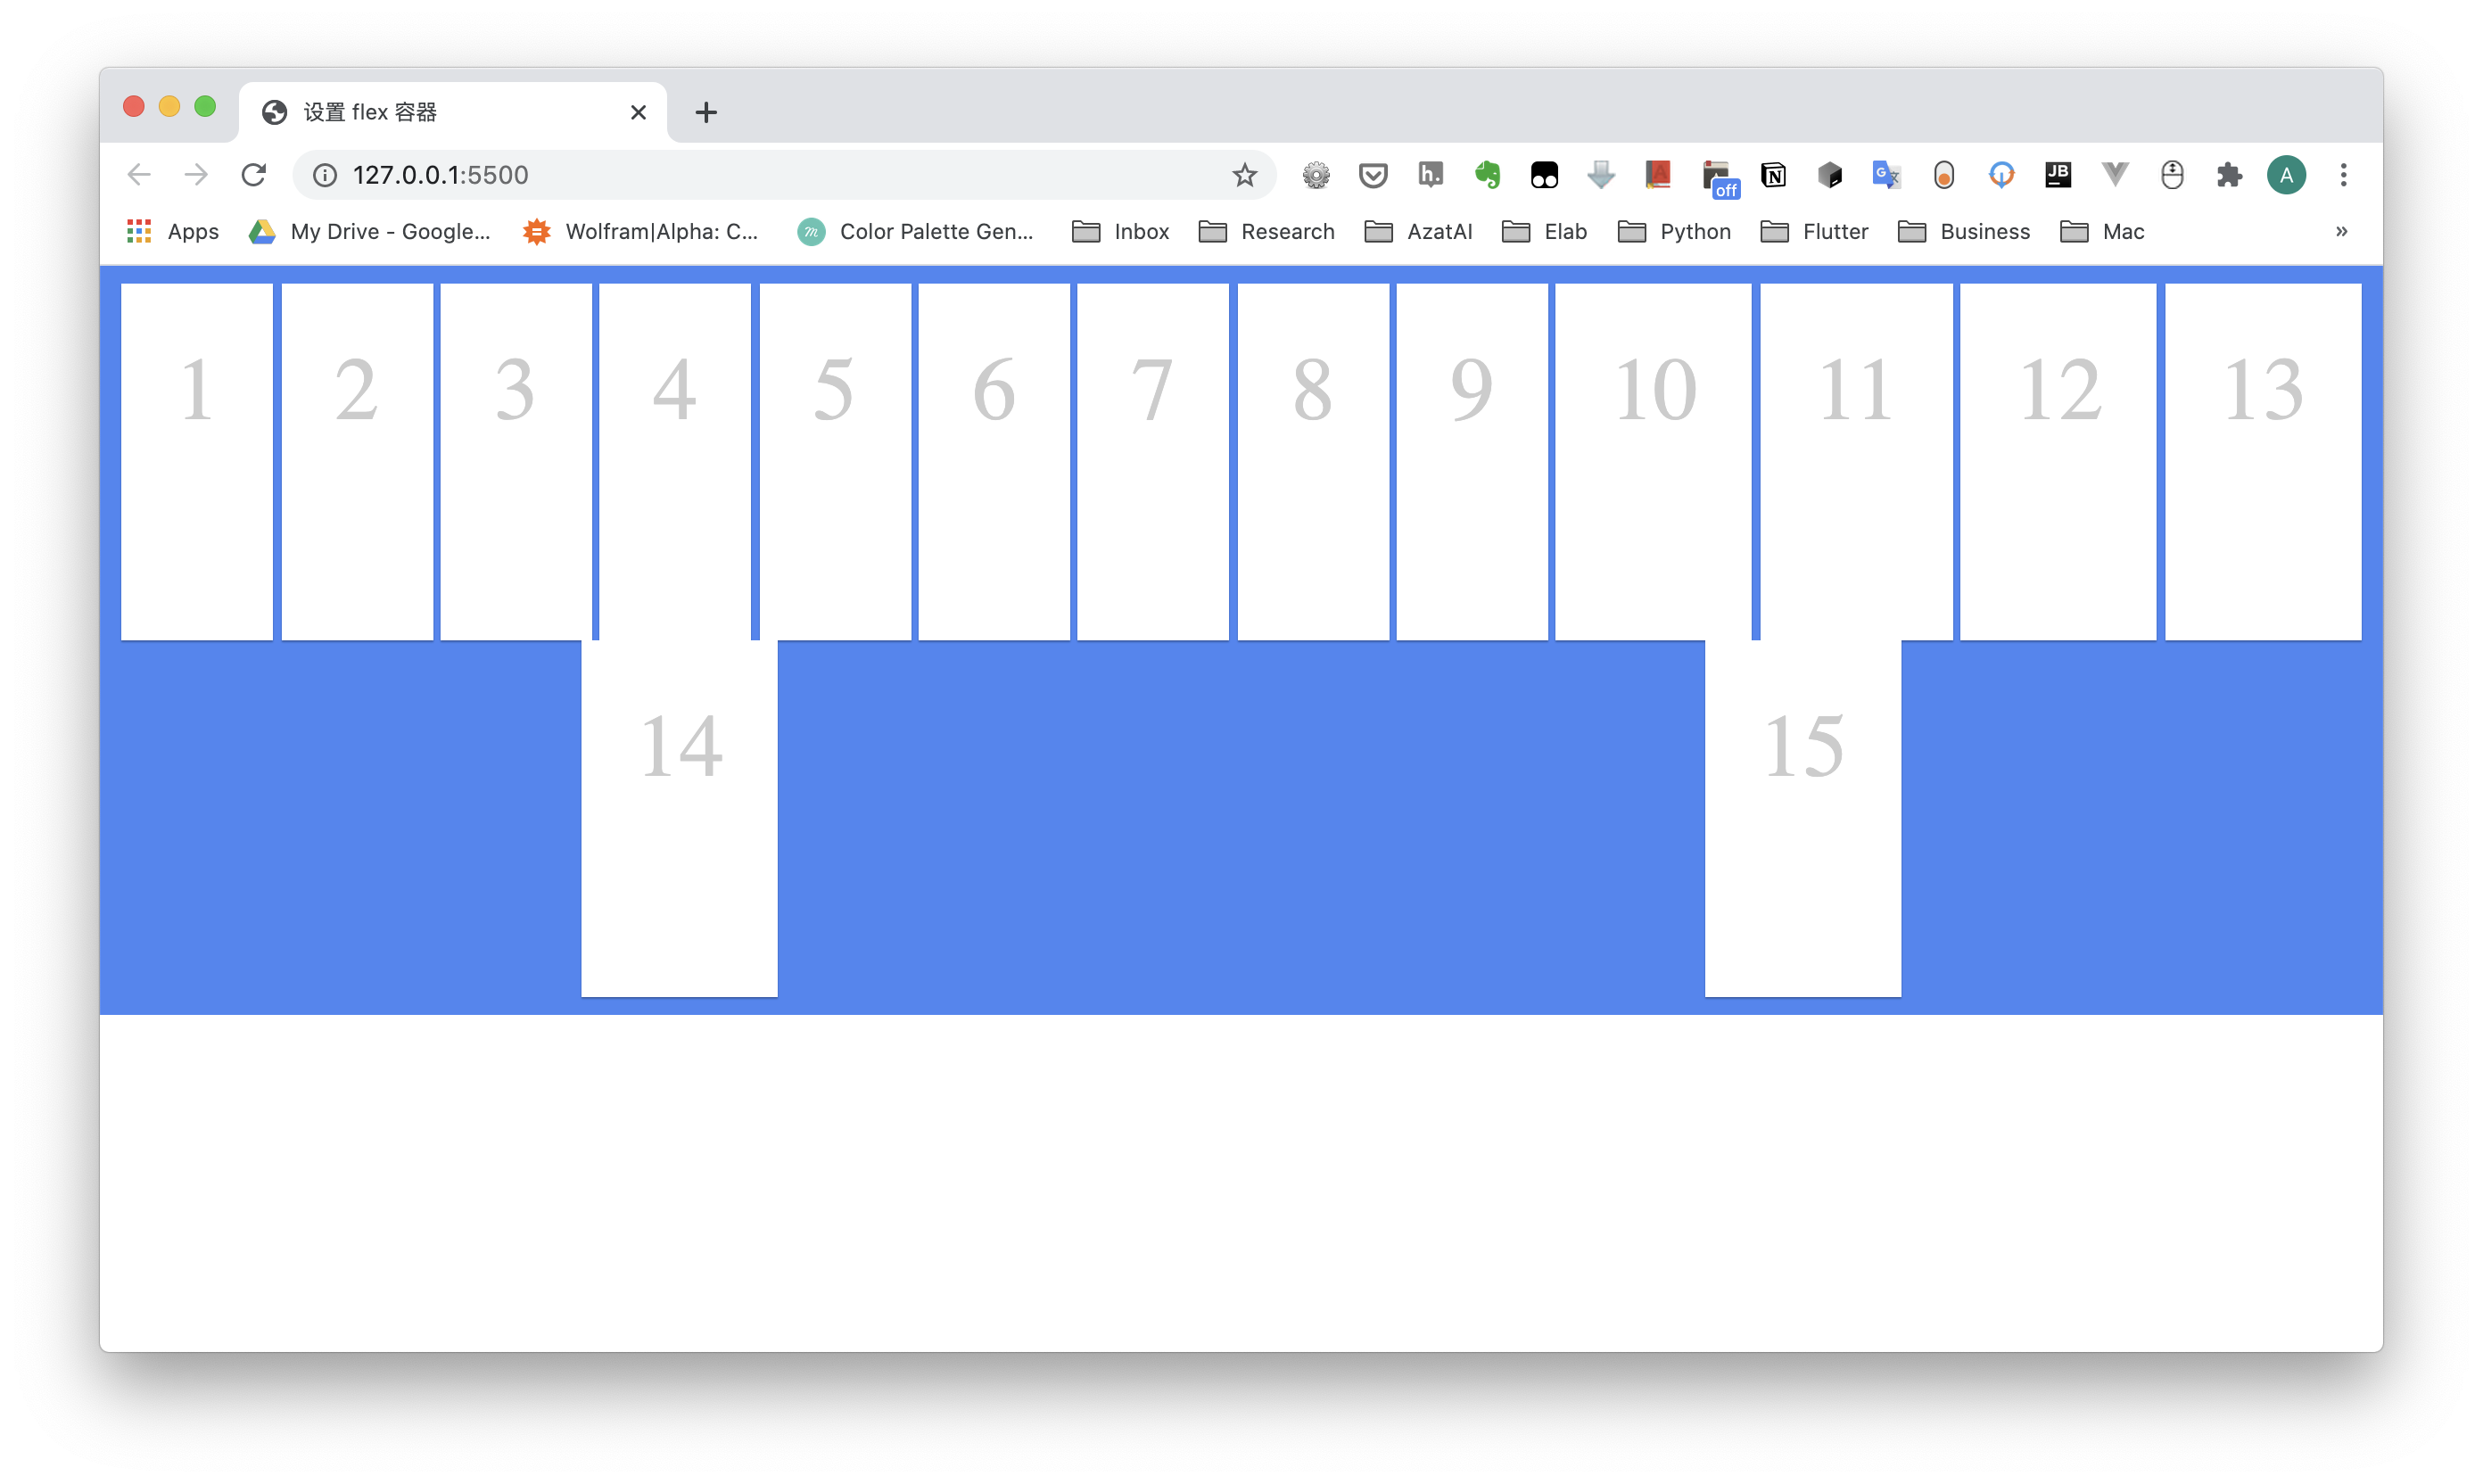 设置 flex 容器
127.0.0.1:5500
h.
off
N
G
JB
A
Apps
My Drive - Google...
Wolfram|Alpha: C...
m
Color Palette Gen...
Inbox
Research
AzatAI
Elab
Python
Flutter
Business
Mac
»
1 2 3 4 5 6 7 8 9 10 11 12 13
14 15